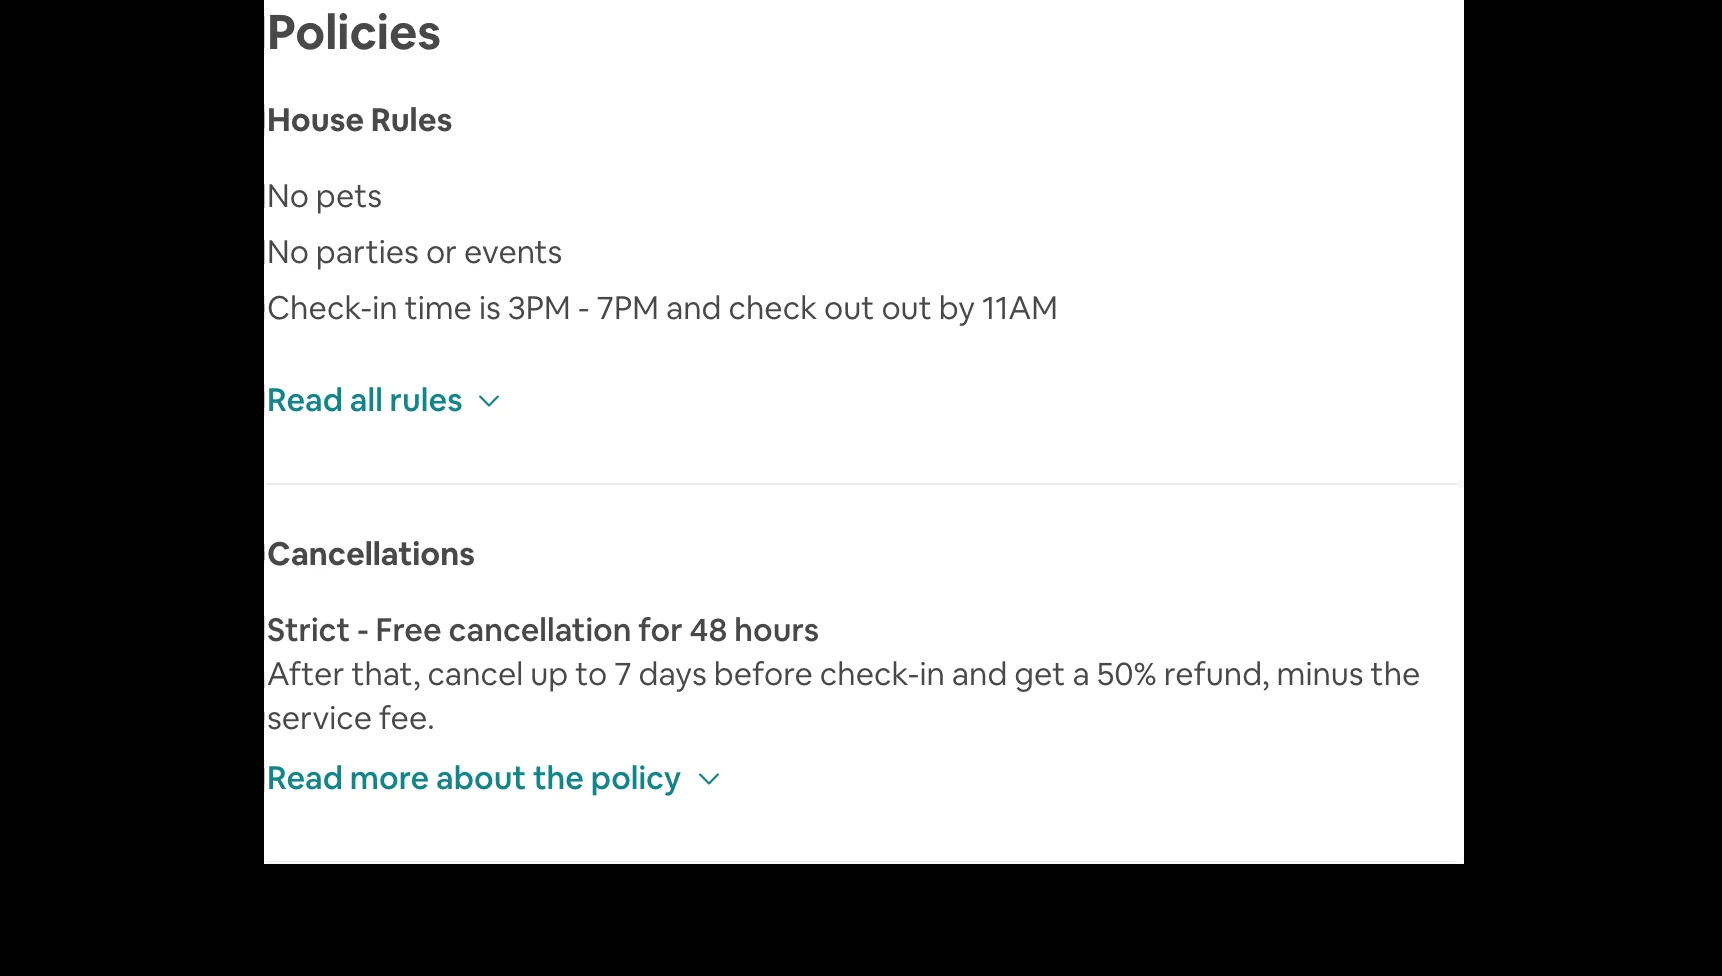 Policies
House Rules
No pets
No parties or events
Check-in time is 3PM - 7PM and check out out by 11AM
Read all rules
Cancellations
Strict - Free cancellation for 48 hours
After that, cancel up to 7 days before check-in and get a 50% refund, minus the
service fee.
Read more about the policy